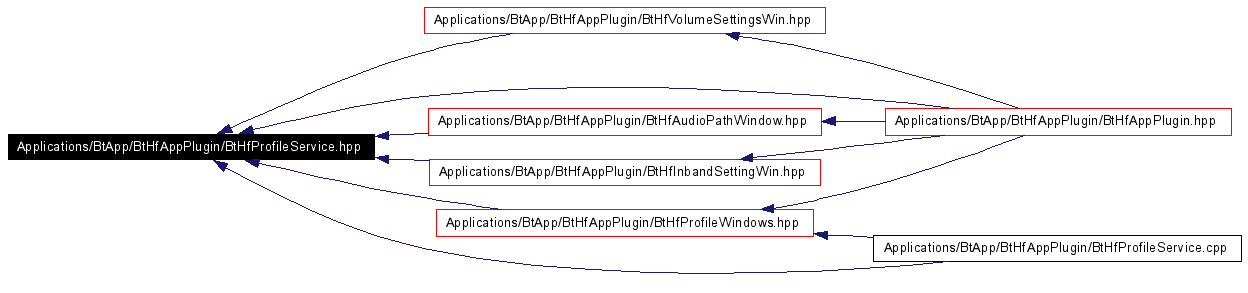 Applications/BtApp/BtHfAppPlugin/BtHfVolumeSettingsWin.hpp
Applications/BtApp/BtHfAppPlugin/BtHfAudioPathWindow.hpp
Applications/BtApp/BtHfAppPlugin/BtHfAppPlugin.hpp
Applications/BtApp/BtHfAppPlugin/BtHfProfileService.hpp
Applications/BtApp/BtHfAppPlugin/BtHfInbandSettingWin.hpp
Applications/BtApp/BtHfAppPlugin/BtHfProfileWindows.hpp
Applications/BtApp/BtHfAppPlugin/BtHfProfileService.cpp